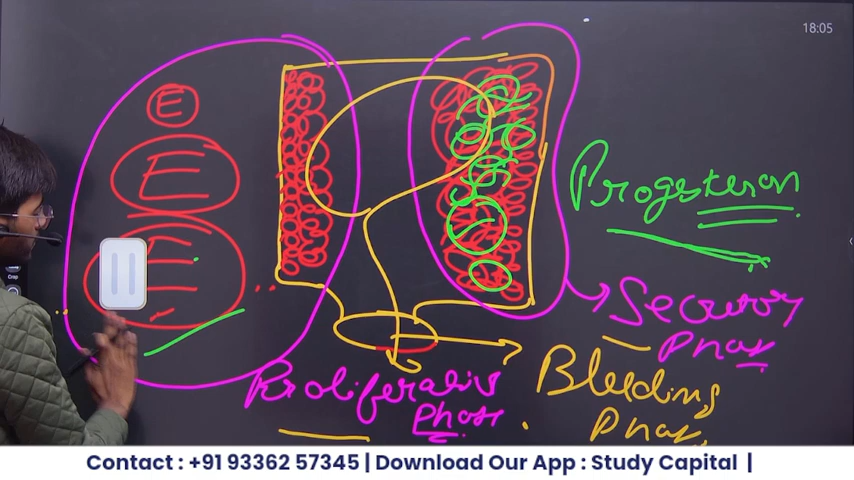 18:05
E
E
E
Progesteron
Secretory
Phase
Proliferative
Phase
Bleeding
Phase
Contact : +91 93362 57345 | Download Our App : Study Capital |